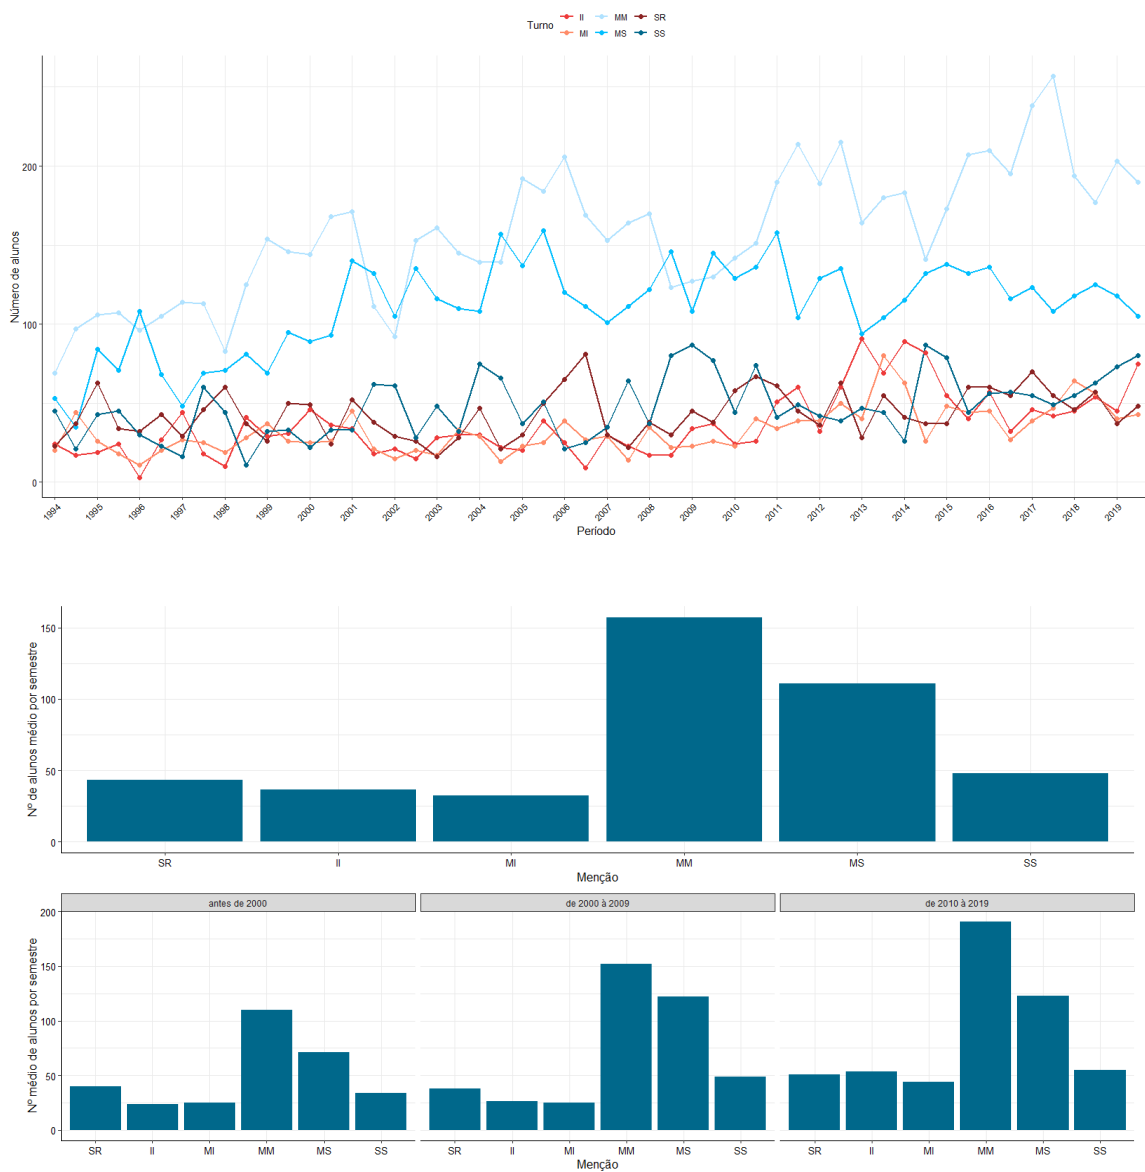 Turno II MM SR
MI MS SS
Número de alunos
200
100
0
1994 1995 1996 1997 1998 1999 2000 2001 2002 2003 2004 2005 2006 2007 2008 2009 2010 2011 2012 2013 2014 2015 2016 2017 2018 2019
Período
Nº de alunos médio por semestre
150
100
50
0
SR II MI MM MS SS
Menção
antes de 2000 de 2000 à 2009 de 2010 à 2019
Nº médio de alunos por semestre
200
150
100
50
0
SR II MI MM MS SS SR II MI MM MS SS SR II MI MM MS SS
Menção